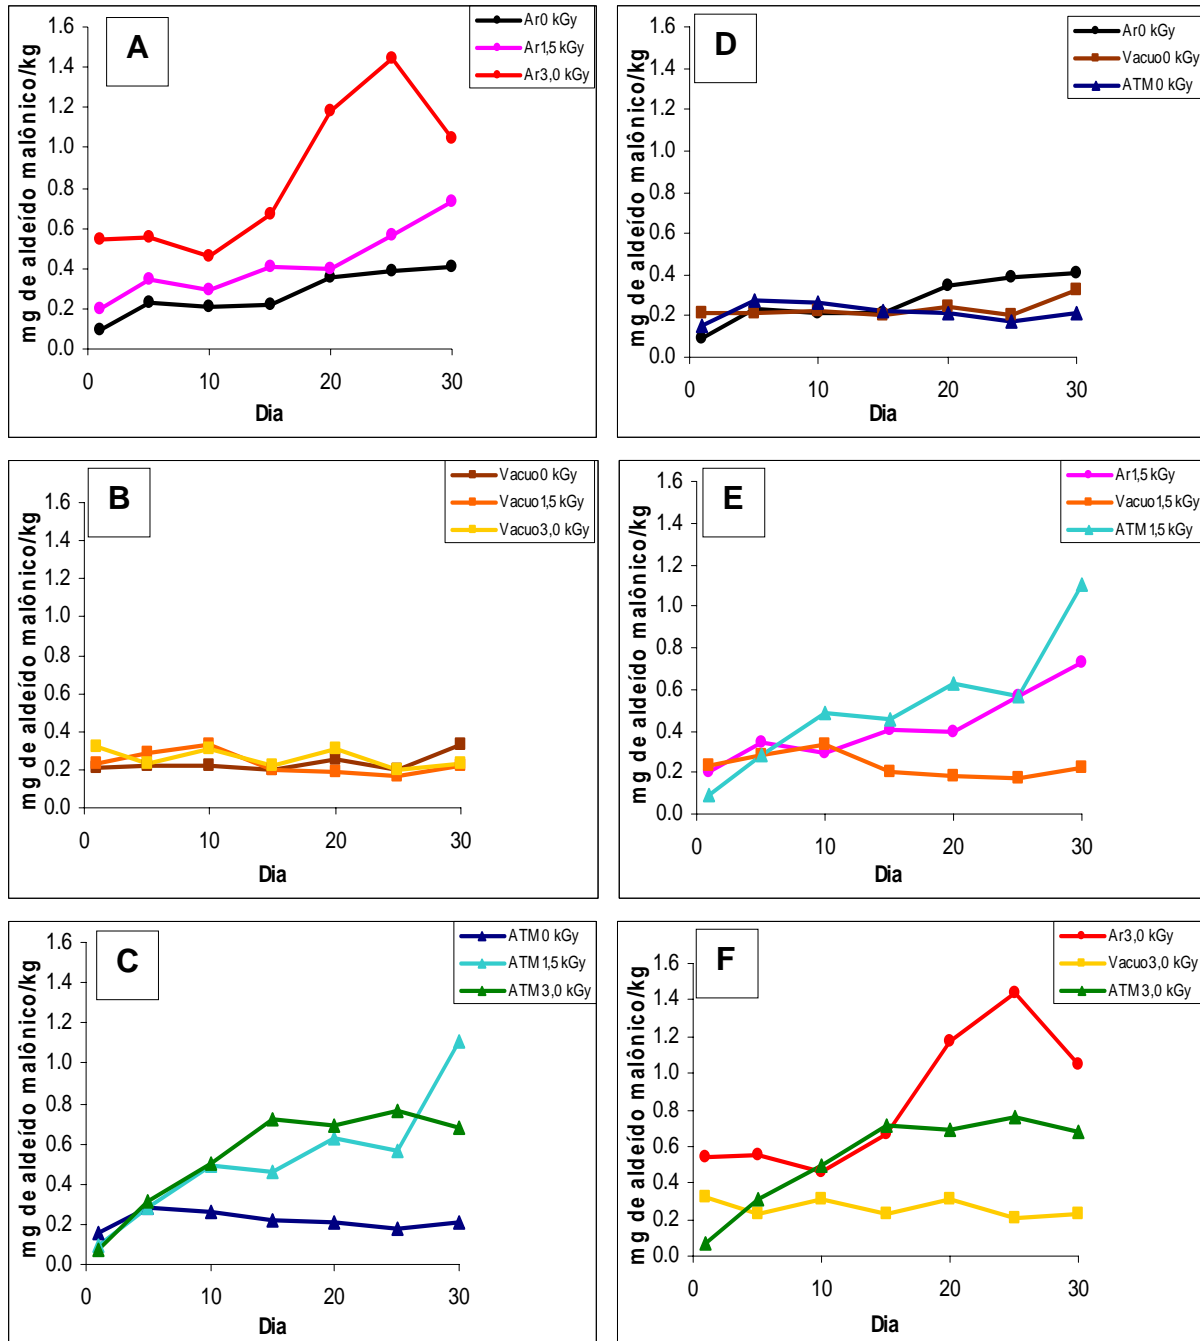 A
Ar0 kGy
Ar1,5 kGy
Ar3,0 kGy
mg de aldeído malônico/kg
1.6
1.4
1.2
1.0
0.8
0.6
0.4
0.2
0.0
0 10 20 30
Dia
D
Ar0 kGy
Vacuo0 kGy
ATM0 kGy
mg de aldeído malônico/kg
1.6
1.4
1.2
1.0
0.8
0.6
0.4
0.2
0.0
0 10 20 30
Dia
B
Vacuo0 kGy
Vacuo1,5 kGy
Vacuo3,0 kGy
mg de aldeído malônico/kg
1.6
1.4
1.2
1.0
0.8
0.6
0.4
0.2
0.0
0 10 20 30
Dia
E
Ar1,5 kGy
Vacuo1,5 kGy
ATM1,5 kGy
mg de aldeído malônico/kg
1.6
1.4
1.2
1.0
0.8
0.6
0.4
0.2
0.0
0 10 20 30
Dia
C
ATM0 kGy
ATM1,5 kGy
ATM3,0 kGy
mg de aldeído malônico/kg
1.6
1.4
1.2
1.0
0.8
0.6
0.4
0.2
0.0
0 10 20 30
Dia
F
Ar3,0 kGy
Vacuo3,0 kGy
ATM3,0 kGy
mg de aldeído malônico/kg
1.6
1.4
1.2
1.0
0.8
0.6
0.4
0.2
0.0
0 10 20 30
Dia